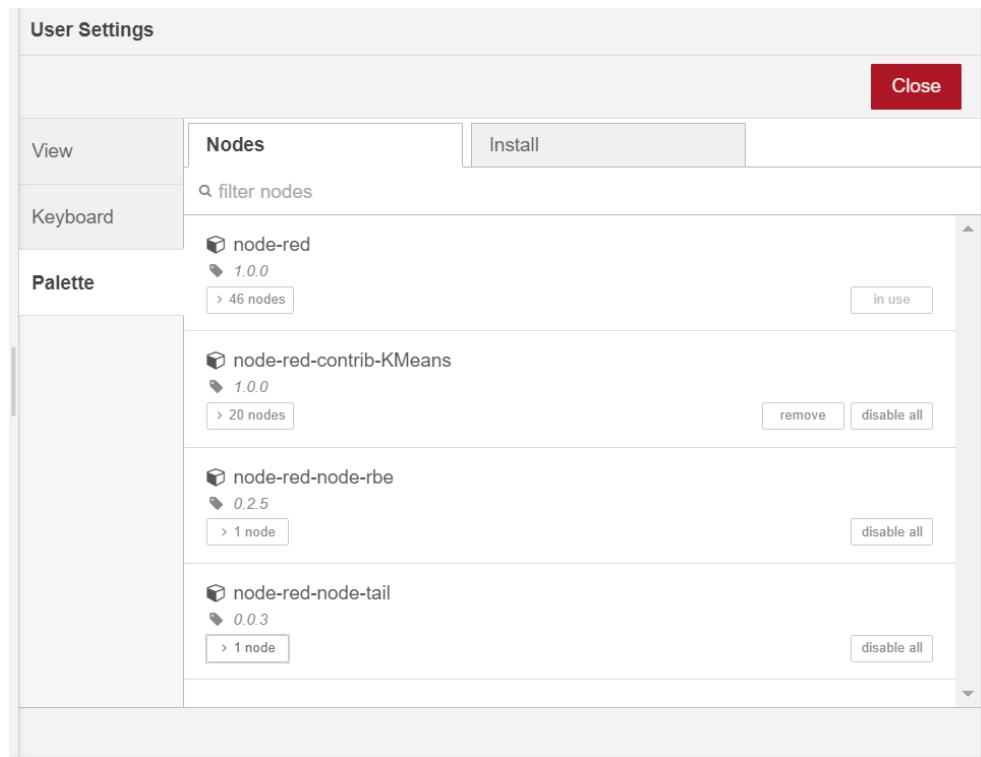 User Settings
Close
View
Keyboard
Palette
Nodes
Install
filter nodes
node-red
1.0.0
> 46 nodes
in use
node-red-contrib-KMeans
1.0.0
> 20 nodes
remove
disable all
node-red-node-rbe
0.2.5
> 1 node
disable all
node-red-node-tail
0.0.3
> 1 node
disable all